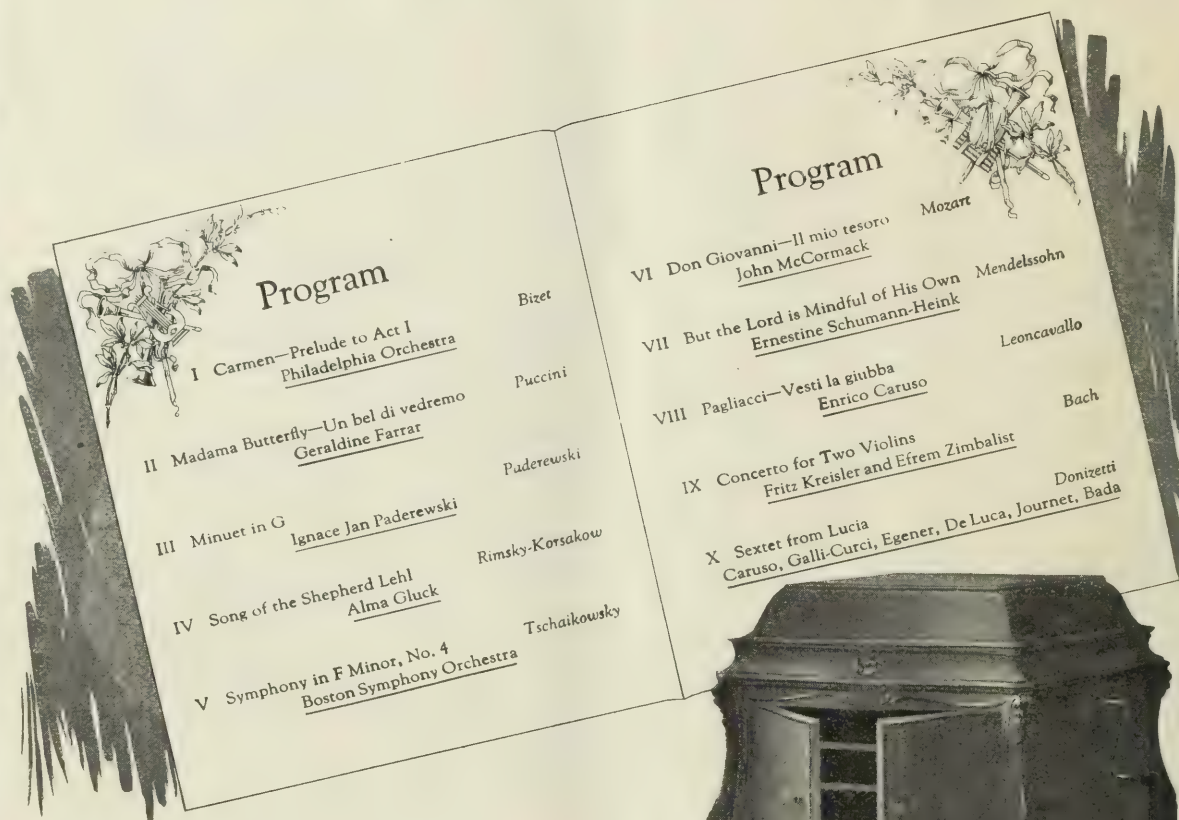 Program
Bizet
I Carmen—Prelude to Act I
Philadelphia Orchestra
Puccini
II Madama Butterfly—Un bel di vedremo
Geraldine Farrar
Paderewski
III Minuet in G
Ignace Jan Paderewski
Rimsky-Korsakow
IV Song of the Shepherd Lehl
Alma Gluck
Tschaikowsky
V Symphony in F Minor, No. 4
Boston Symphony Orchestra
Program
VI Don Giovanni—Il mio tesoro Mozart
John McCormack
VII But the Lord is Mindful of His Own Mendelssohn
Ernestine Schumann-Heink
Leoncavallo
VIII Pagliacci—Vesti la giubba
Enrico Caruso
Bach
IX Concerto for Two Violins
Fritz Kreisler and Efrem Zimbalist
Donizetti
X Sextet from Lucia
Caruso, Galli-Curci, Egener, De Luca, Journet, Bada